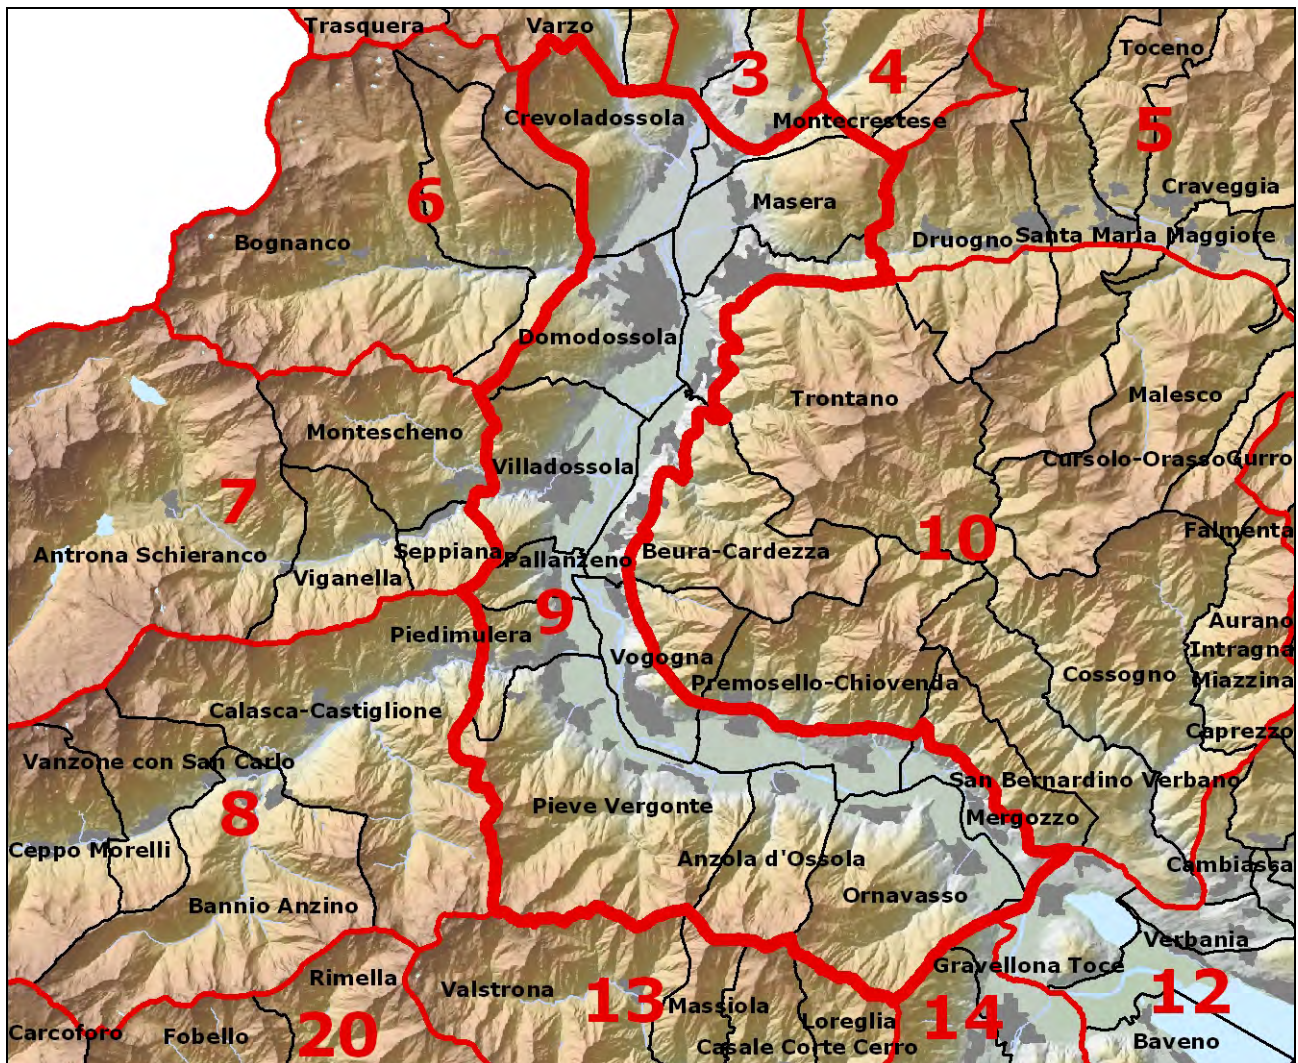 Trasquera
Varzo
Toceno
3
4
Crevoladossola
Montecrestese
5
6
Masera
Craveggia
Bognanco
Druogno
Santa Maria Maggiore
Domodossola
Trontano
Malesco
Montescheno
Villadossola
Cursolo-Orasso
Gurro
7
10
Falmenta
Antrona Schieranco
Viganella
Seppiana
Pallanzeno
Beura-Cardezza
9
Piedimulera
Aurano
Vogogna
Intragna
Premosello-Chiovenda
Cossogno
Miazzina
Calasca-Castiglione
Caprezzo
Vanzone con San Carlo
San Bernardino Verbano
8
Pieve Vergonte
Mergozzo
Ceppo Morelli
Anzola d'Ossola
Cambiasca
Ornavasso
Bannio Anzino
Verbania
Gravellona Toce
Rimella
Valstrona
13
Massiola
12
Loreglia
14
Carcoforo
Fobello
20
Casale Corte Cerro
Baveno